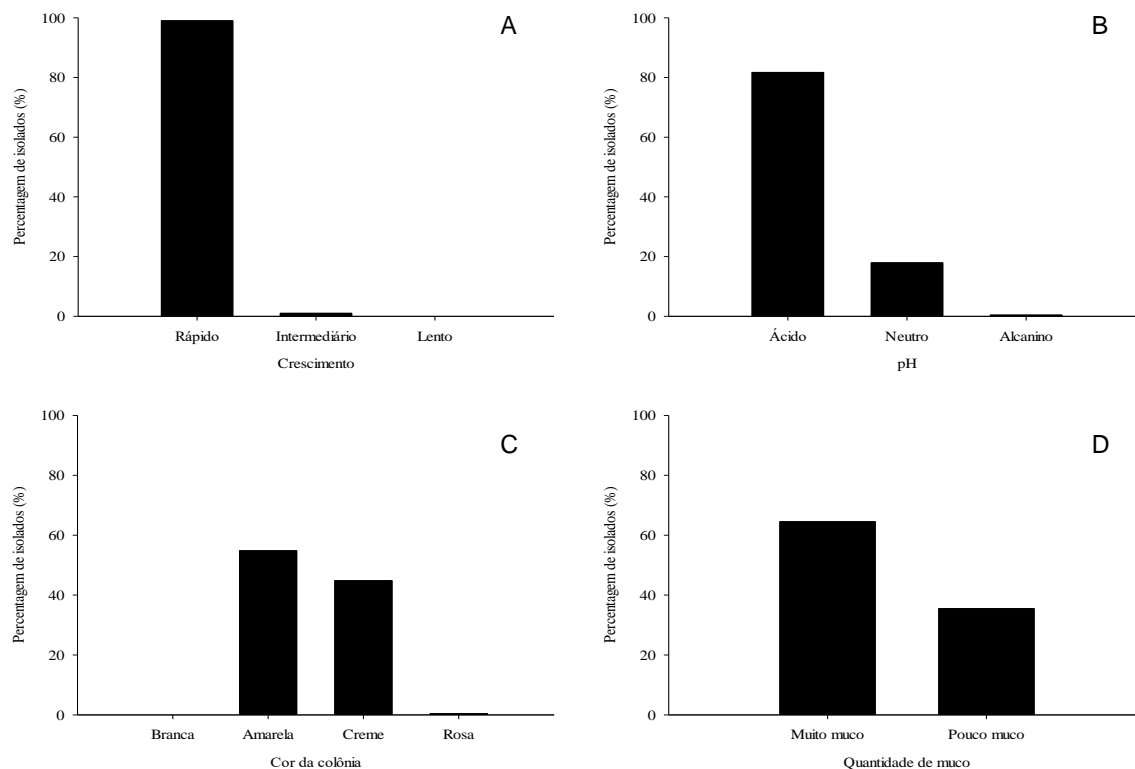 A
Percentagem de isolados (%)
100
80
60
40
20
0
Rápido Intermediário Lento
Crescimento
B
Percentagem de isolados (%)
100
80
60
40
20
0
Ácido Neutro Alcanino
pH
C
Percentagem de isolados (%)
100
80
60
40
20
0
Branca Amarela Creme Rosa
Cor da colônia
D
Percentagem de isolados (%)
100
80
60
40
20
0
Muito muco Pouco muco
Quantidade de muco